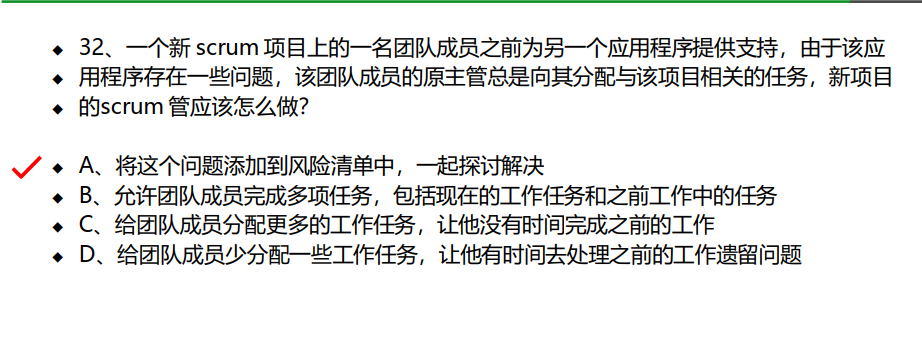 ◆ 32、一个新 scrum 项目上的一名团队成员之前为另一个应用程序提供支持，由于该应
◆ 用程序存在一些问题，该团队成员的原主管总是向其分配与该项目相关的任务，新项目
◆ 的scrum 管应该怎么做？
◆ A、将这个问题添加到风险清单中，一起探讨解决
◆ B、允许团队成员完成多项任务，包括现在的工作任务和之前工作中的任务
◆ C、给团队成员分配更多的工作任务，让他没有时间完成之前的工作
◆ D、给团队成员少分配一些工作任务，让他有时间去处理之前的工作遗留问题